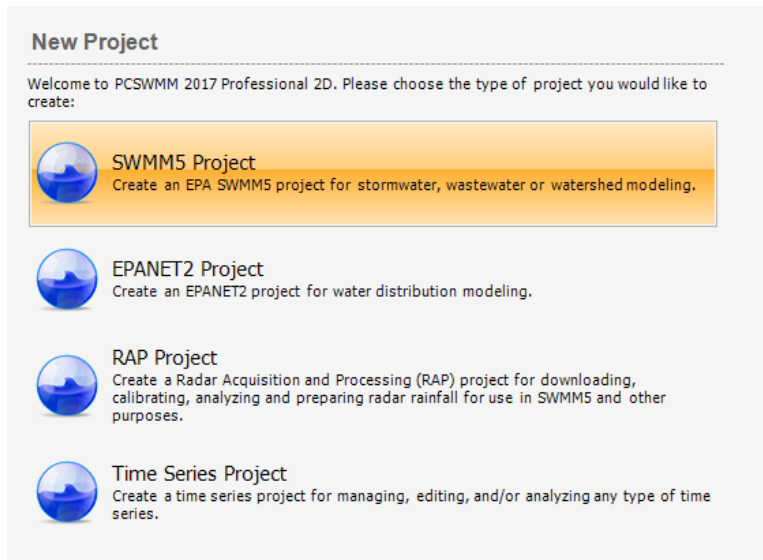 New Project
Welcome to PCSWMM 2017 Professional 2D. Please choose the type of project you would like to
create:
SWMM5 Project
Create an EPA SWMM5 project for stormwater, wastewater or watershed modeling.
EPANET2 Project
Create an EPANET2 project for water distribution modeling.
RAP Project
Create a Radar Acquisition and Processing (RAP) project for downloading,
calibrating, analyzing and preparing radar rainfall for use in SWMM5 and other
purposes.
Time Series Project
Create a time series project for managing, editing, and/or analyzing any type of time
series.